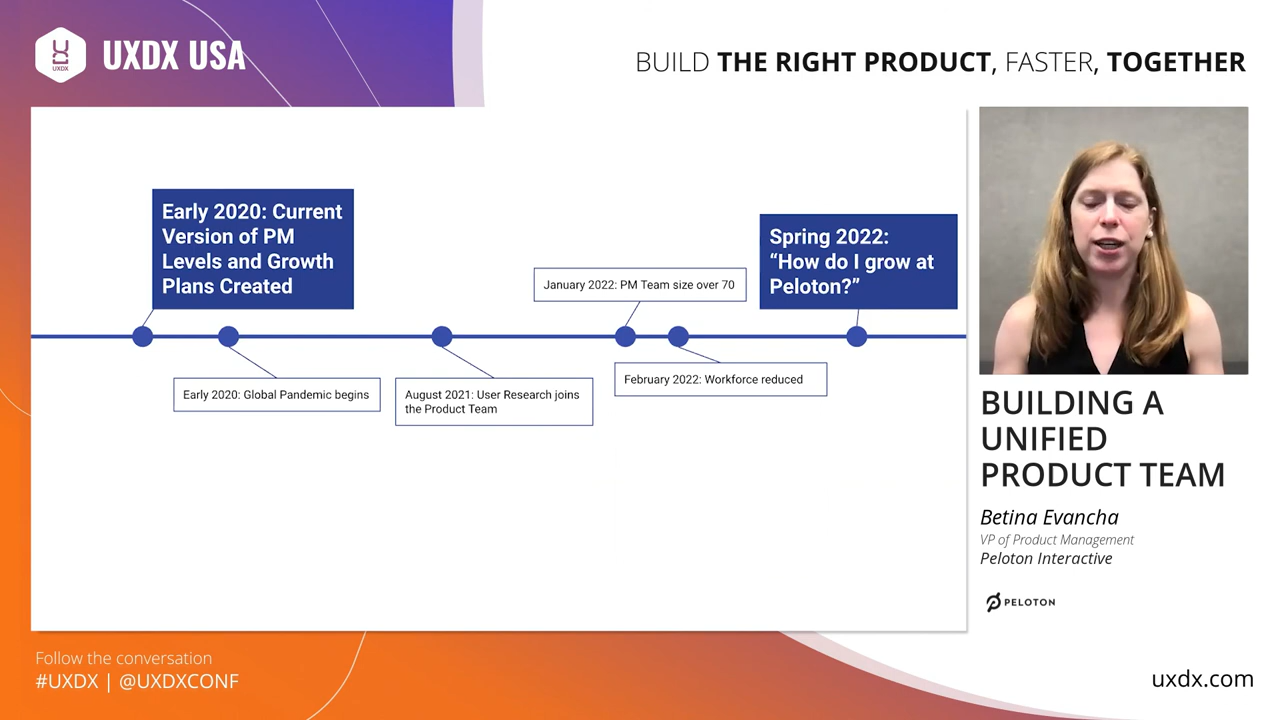 UXDX
UXDX USA
BUILD THE RIGHT PRODUCT, FASTER, TOGETHER
Early 2020: Current
Version of PM
Levels and Growth
Plans Created
Spring 2022:
“How do I grow at
Peloton?”
January 2022: PM Team size over 70
February 2022: Workforce reduced
Early 2020: Global Pandemic begins
August 2021: User Research joins
the Product Team
BUILDING A
UNIFIED
PRODUCT TEAM
Betina Evancha
VP of Product Management
Peloton Interactive
PELOTON
Follow the conversation
#UXDX | @UXDXCONF
uxdx.com